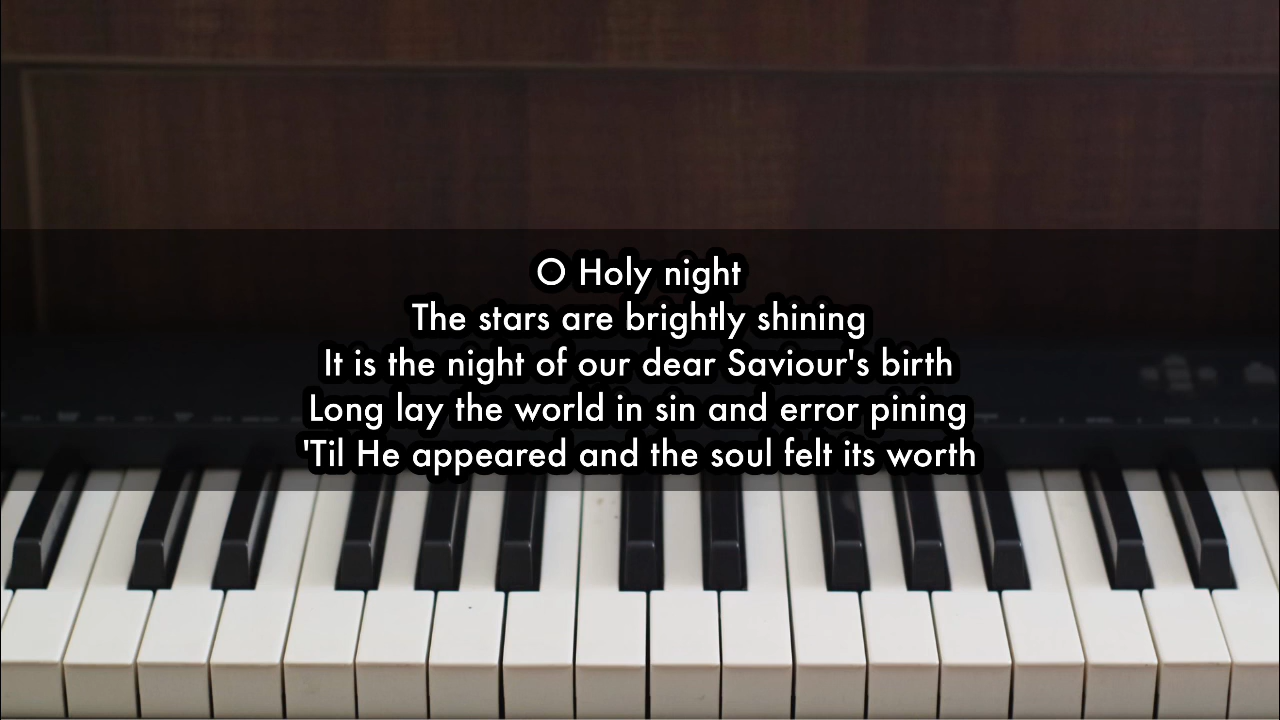 O Holy night
The stars are brightly shining
It is the night of our dear Saviour's birth
Long lay the world in sin and error pining
'Til He appeared and the soul felt its worth